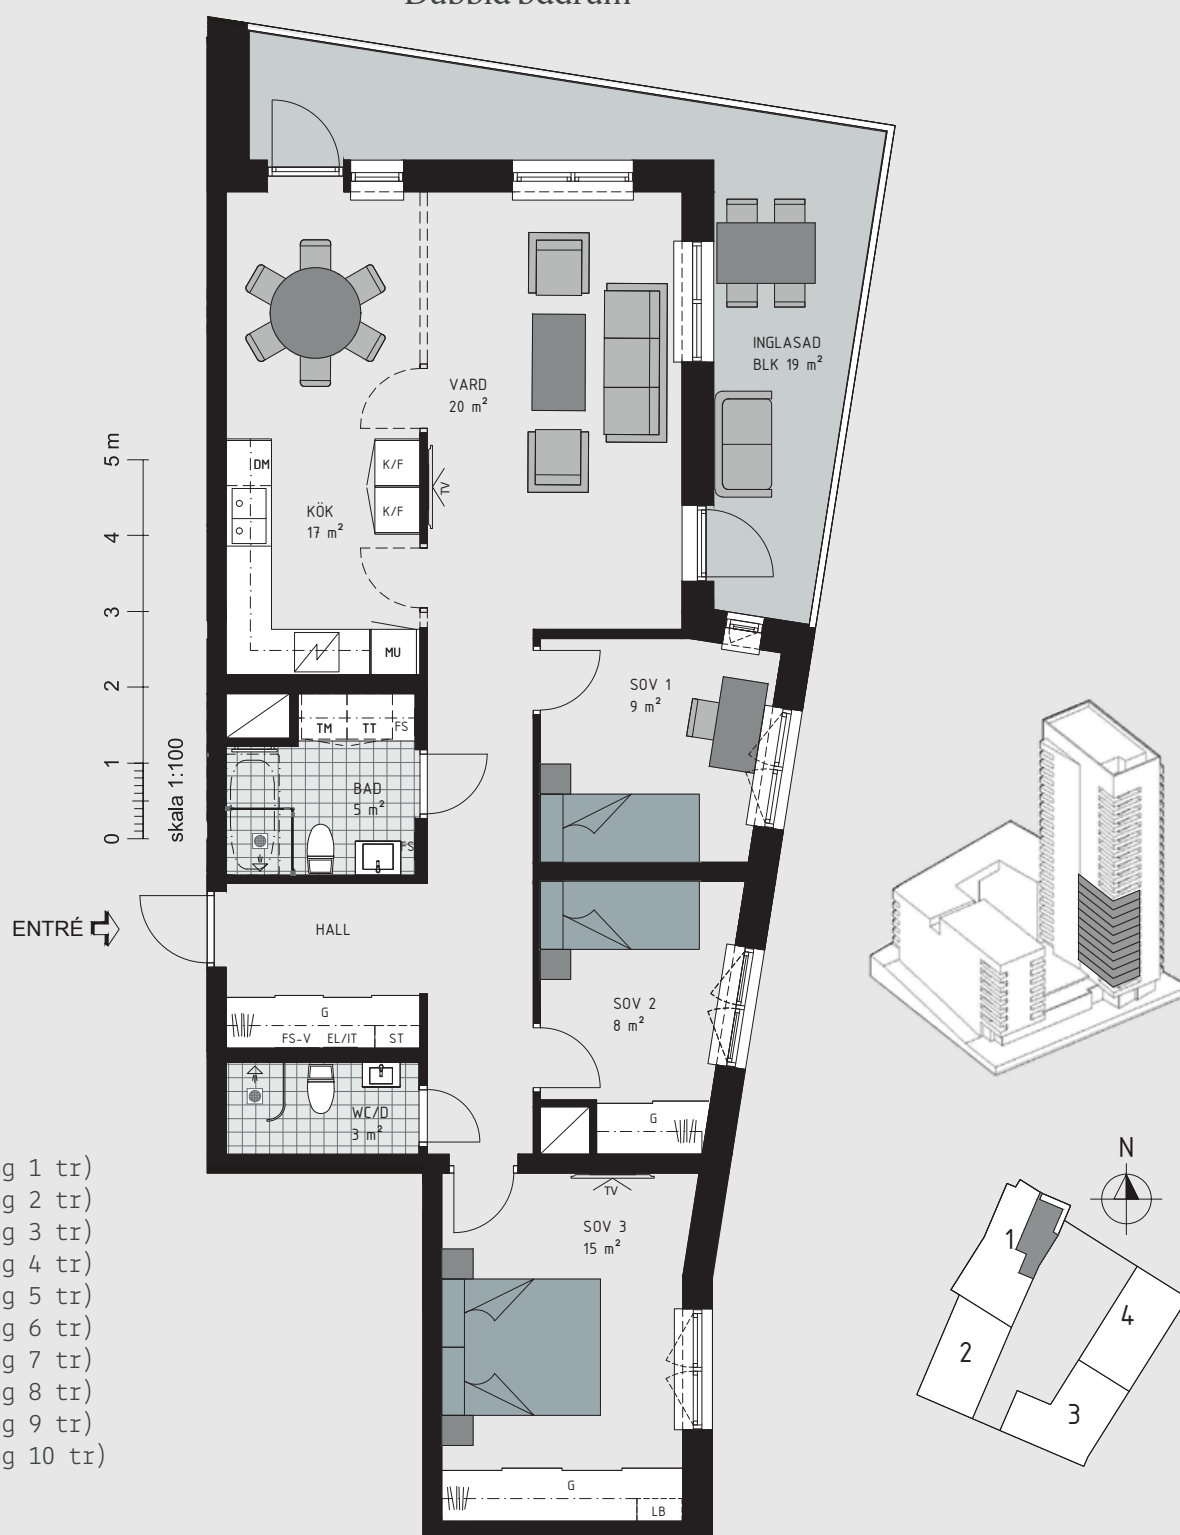 Dubbla badrum
INGLASAD
BLK 19 m²
VARD
20 m²
DM
K/F
K/F
TV
KÖK
17 m²
MU
5 m
4
3
2
1
0
skala 1:100
SOV 1
9 m²
TM
TT
FS
BAD
5 m²
FS
ENTRÉ
HALL
G
FS-V
EL/IT
ST
SOV 2
8 m²
WC/D
3 m²
G
TV
SOV 3
15 m²
G
LB
g 1 tr)
g 2 tr)
g 3 tr)
g 4 tr)
g 5 tr)
g 6 tr)
g 7 tr)
g 8 tr)
g 9 tr)
g 10 tr)
N
1
2
4
3